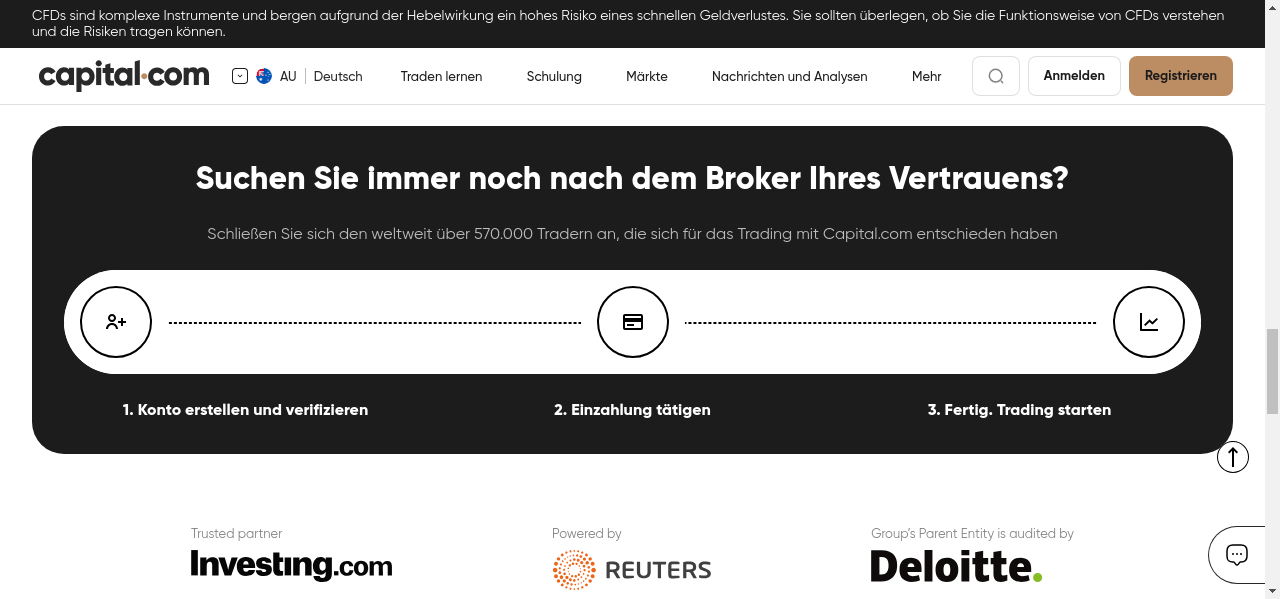 CFDs sind komplexe Instrumente und bergen aufgrund der Hebelwirkung ein hohes Risiko eines schnellen Geldverlustes. Sie sollten überlegen, ob Sie die Funktionsweise von CFDs verstehen
und die Risiken tragen können.
capital.com AU Deutsch Traden lernen Schulung Märkte Nachrichten und Analysen Mehr Anmelden Registrieren
Suchen Sie immer noch nach dem Broker Ihres Vertrauens?
Schließen Sie sich den weltweit über 570.000 Tradern an, die sich für das Trading mit Capital.com entschieden haben
1. Konto erstellen und verifizieren 2. Einzahlung tätigen 3. Fertig. Trading starten
Trusted partner Powered by Group's Parent Entity is audited by
Investing.com REUTERS Deloitte.